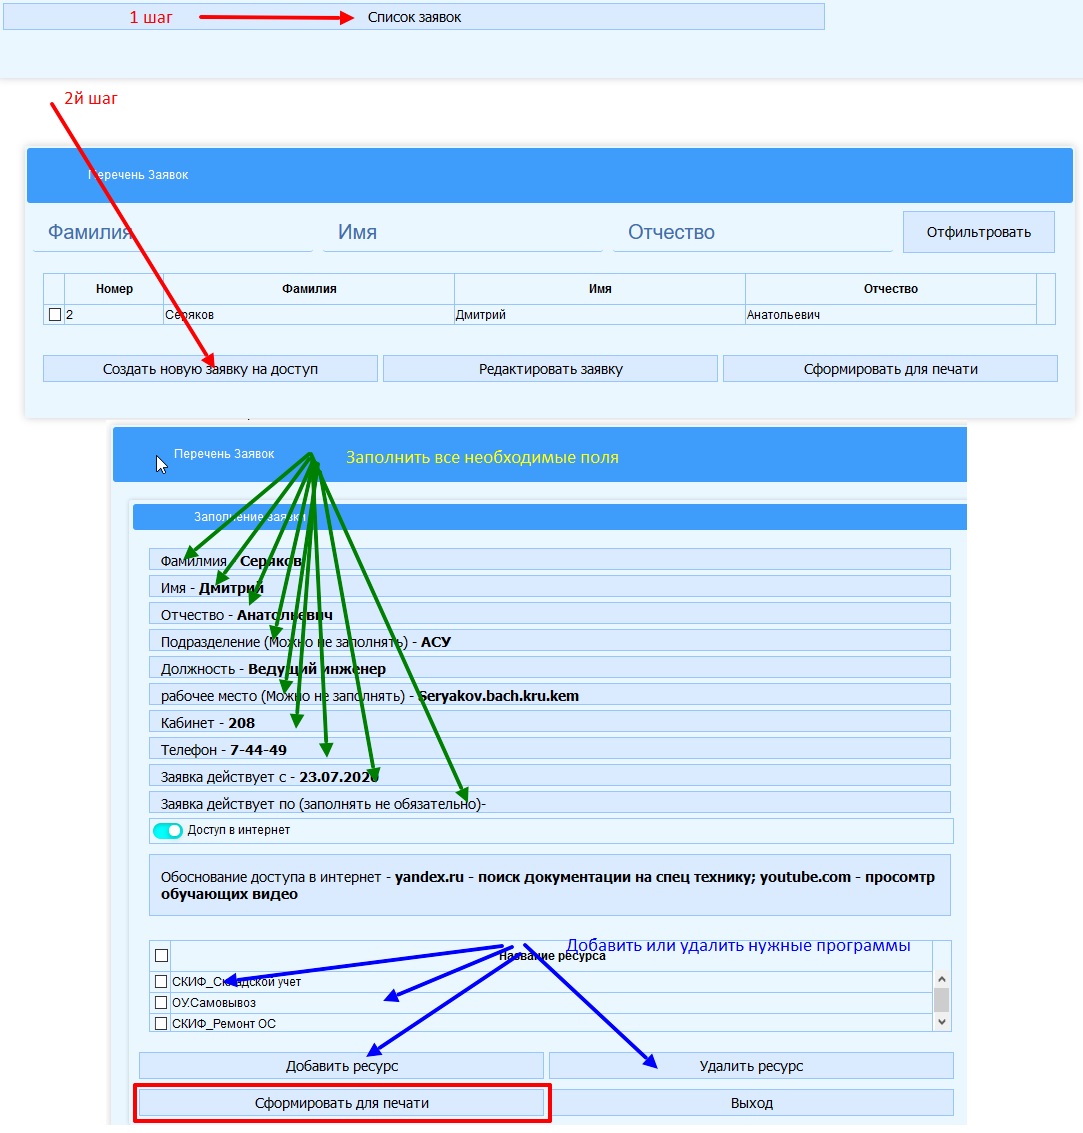 1 шаг
Список заявок
2й шаг
Перечень Заявок
Фамилия Имя Отчество Отфильтровать
Номер Фамилия Имя Отчество
2 Серяков Дмитрий Анатольевич
Создать новую заявку на доступ Редактировать заявку Сформировать для печати
Перечень Заявок
Заполнить все необходимые поля
Заполнение заявки
Фамилмия - Серяков
Имя - Дмитрий
Отчество - Анатольевич
Подразделение (Можно не заполнять) - АСУ
Должность - Ведущий инженер
рабочее место (Можно не заполнять) - Seryakov.bach.kru.kem
Кабинет - 208
Телефон - 7-44-49
Заявка действует с - 23.07.2020
Заявка действует по (заполнять не обязательно)-
Доступ в интернет
Обоснование доступа в интернет - yandex.ru - поиск документации на спец технику; youtube.com - просомтр
обучающих видео
Добавить или удалить нужные программы
Название ресурса
СКИФ_Складской учет
ОУ.Самовывоз
СКИФ_Ремонт ОС
Добавить ресурс Удалить ресурс
Сформировать для печати Выход